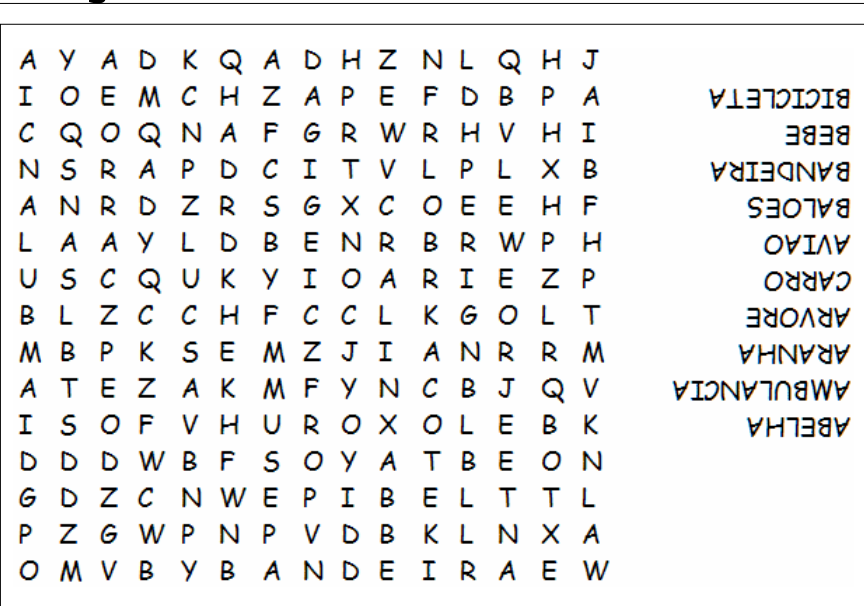 A Y A D K Q A D H Z N L Q H J
I O E M C H Z A P E F D B P A
C Q O Q N A F G R W R H V H I
N S R A P D C I T V L P L X B
A N R D Z R S G X C O E E H F
L A A Y L D B E N R B R W P H
U S C Q U K Y I O A R I E Z P
B L Z C C H F C C L K G O L T
M B P K S E M Z J I A N R R M
A T E Z A K M F Y N C B J Q V
I S O F V H U R O X O L E B K
D D D W B F S O Y A T B E O N
G D Z C N W E P I B E L T T L
P Z G W P N P V D B K L N X A
O M V B Y B A N D E I R A E W
ABELHA
AMBULANCIA
ARANHA
ARVORE
CARRO
AVIAO
BALOES
BANDEIRA
BEBE
BICICLETA